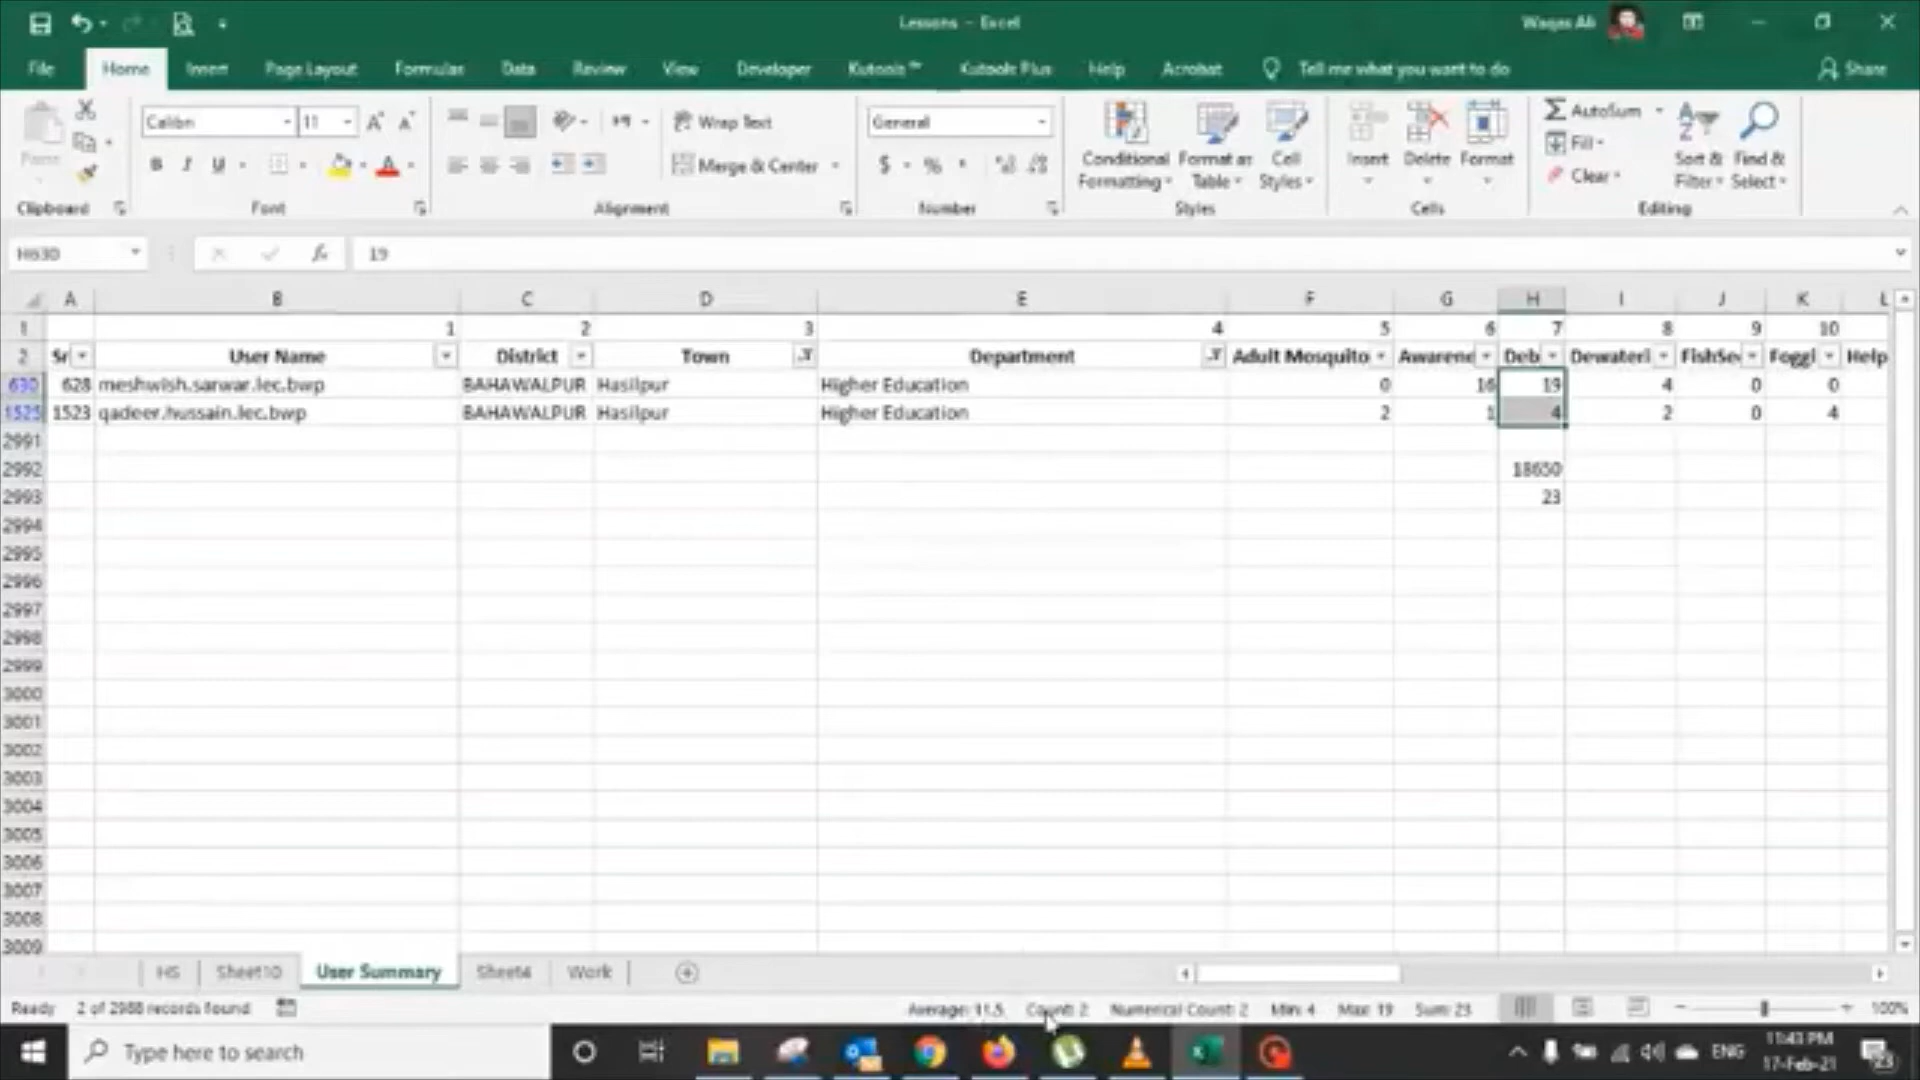 Lessons - Excel
Waqas Ali
File Home Insert Page Layout Formulas Data Review View Developer Kutools ™ Kutools Plus Help Acrobat Tell me what you want to do Share
Calibri 11 Wrap Text General AutoSum
Paste B I U Merge & Center $ % Conditional Formatting Format as Table Cell Styles Insert Delete Format Fill Clear Sort & Filter Find & Select
Clipboard Font Alignment Number Styles Cells Editing
H630 fx 19
A B C D E F G H I J K L
1 1 2 3 4 5 6 7 8 9 10
2 Sr User Name District Town Department Adult Mosquito Awarene Deb Dewateri FishSe Foggi Help
630 628 meshwish.sarwar.lec.bwp BAHAWALPUR Hasilpur Higher Education 0 16 19 4 0 0
1525 1523 qadeer.hussain.lec.bwp BAHAWALPUR Hasilpur Higher Education 2 1 4 2 0 4
2991
2992 18650
2993 23
2994
2995
2996
2997
2998
2999
3000
3001
3002
3003
3004
3005
3006
3007
3008
3009
HS Sheet10 User Summary Sheet4 Work
Ready 2 of 2988 records found Average: 11.5 Count: 2 Numerical Count: 2 Min: 4 Max: 19 Sum: 23 100%
Type here to search ENG 11:43 PM
17-Feb-21 23